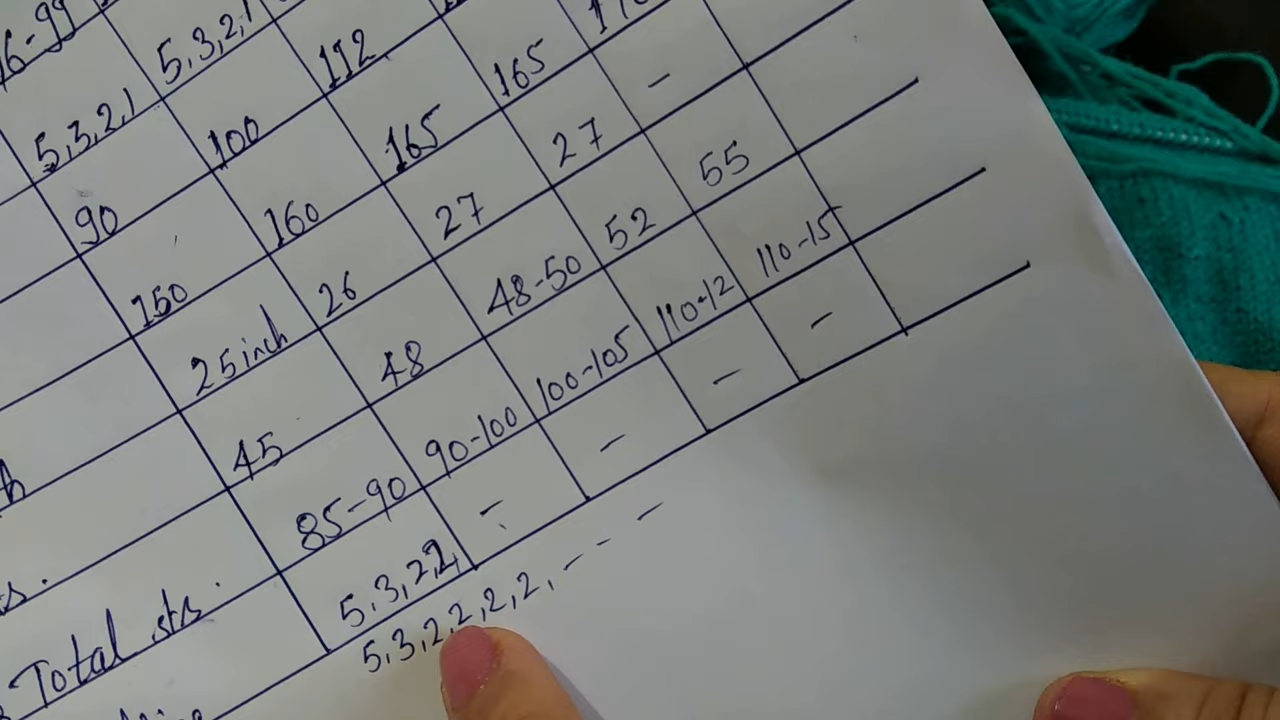 16-99
5,3,2,1 5,3,2,1
90 100 112
150 160 165 165
25 inch 26 27 27 -
45 48 48-50 52 55
Total sts. 85-90 90-100 100-105 110-12 110-15
5,3,2,2, - - - -
5,3,2,2,2,2, - - -